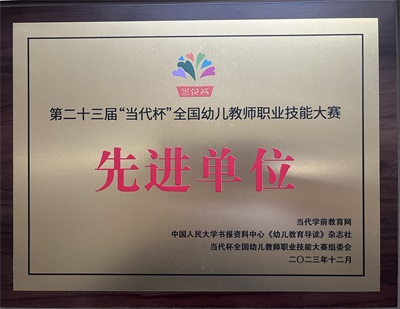 当代杯
第二十三届“当代杯”全国幼儿教师职业技能大赛
先进单位
当代学前教育网
中国人民大学书报资料中心《幼儿教育导读》杂志社
当代杯全国幼儿教师职业技能大赛组委会
二〇二三年十二月